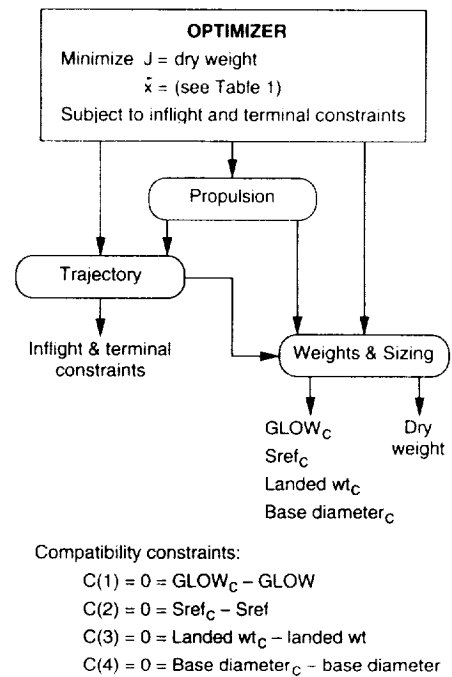 OPTIMIZER
Minimize J = dry weight
x̄ = (see Table 1)
Subject to inflight and terminal constraints
Propulsion
Trajectory
Inflight & terminal
constraints
Weights & Sizing
GLOWC
SrefC
Landed wtC
Base diameterC
Dry
weight
Compatibility constraints:
C(1) = 0 = GLOWC – GLOW
C(2) = 0 = SrefC – Sref
C(3) = 0 = Landed wtC – landed wt
C(4) = 0 = Base diameterC – base diameter